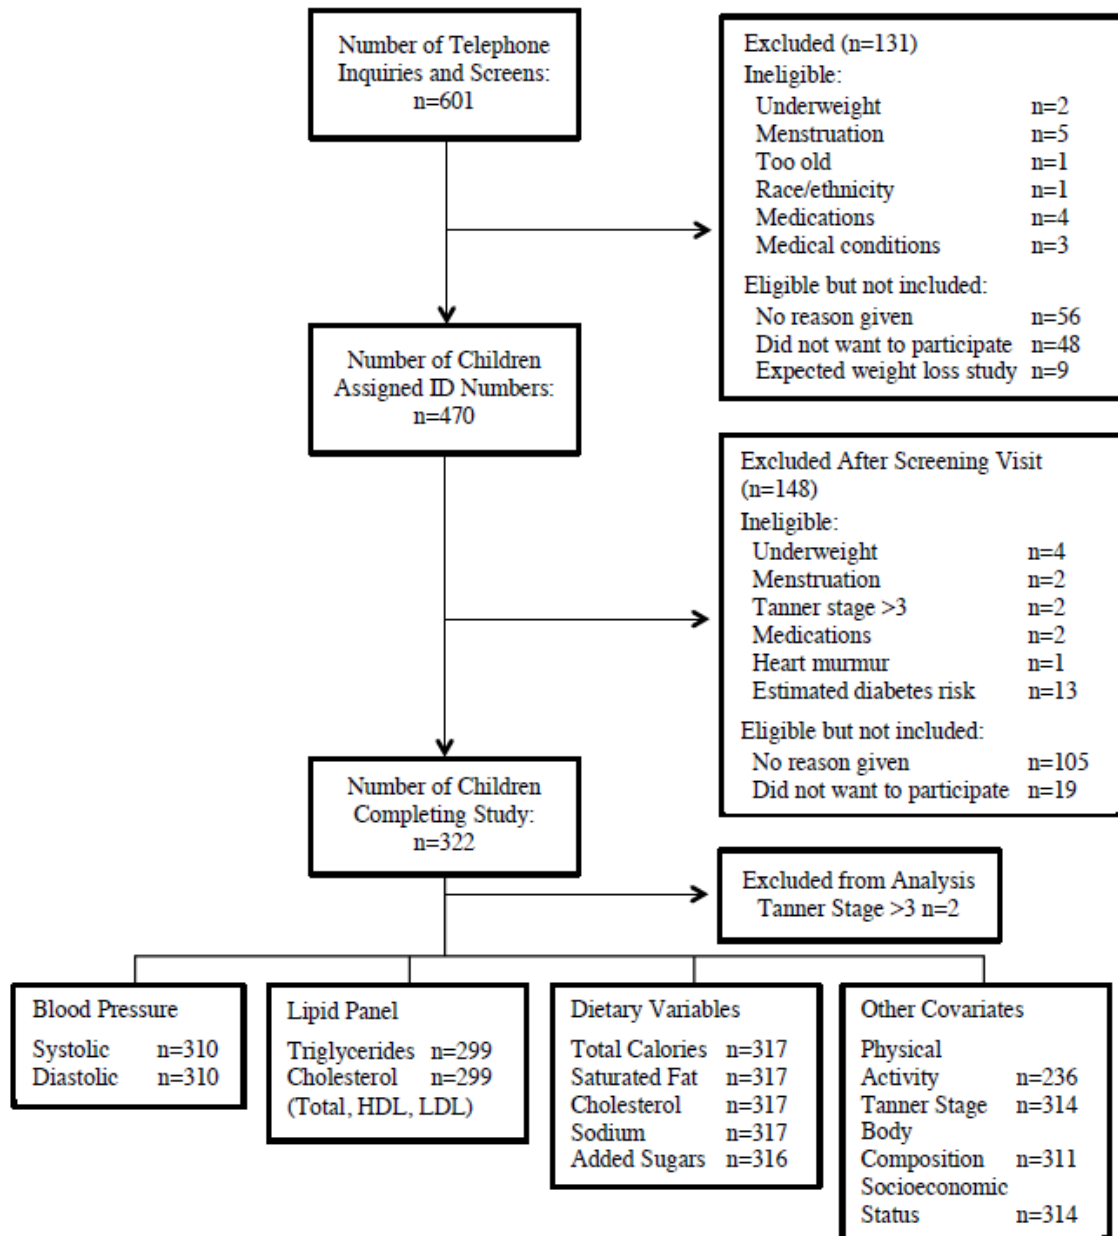 Number of Telephone
Inquiries and Screens:
n=601
Excluded (n=131)
Ineligible:
Underweight n=2
Menstruation n=5
Too old n=1
Race/ethnicity n=1
Medications n=4
Medical conditions n=3
Eligible but not included:
No reason given n=56
Did not want to participate n=48
Expected weight loss study n=9
Number of Children
Assigned ID Numbers:
n=470
Excluded After Screening Visit
(n=148)
Ineligible:
Underweight n=4
Menstruation n=2
Tanner stage >3 n=2
Medications n=2
Heart murmur n=1
Estimated diabetes risk n=13
Eligible but not included:
No reason given n=105
Did not want to participate n=19
Number of Children
Completing Study:
n=322
Excluded from Analysis
Tanner Stage >3 n=2
Blood Pressure
Systolic n=310
Diastolic n=310
Lipid Panel
Triglycerides n=299
Cholesterol n=299
(Total, HDL, LDL)
Dietary Variables
Total Calories n=317
Saturated Fat n=317
Cholesterol n=317
Sodium n=317
Added Sugars n=316
Other Covariates
Physical
Activity n=236
Tanner Stage n=314
Body
Composition n=311
Socioeconomic
Status n=314